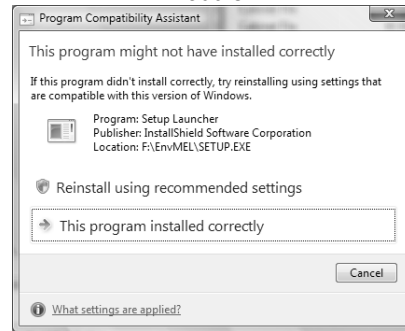 Program Compatibility Assistant
This program might not have installed correctly
If this program didn't install correctly, try reinstalling using settings that
are compatible with this version of Windows.
Program: Setup Launcher
Publisher: InstallShield Software Corporation
Location: F:\EnvMEL\SETUP.EXE
Reinstall using recommended settings
This program installed correctly
Cancel
What settings are applied?